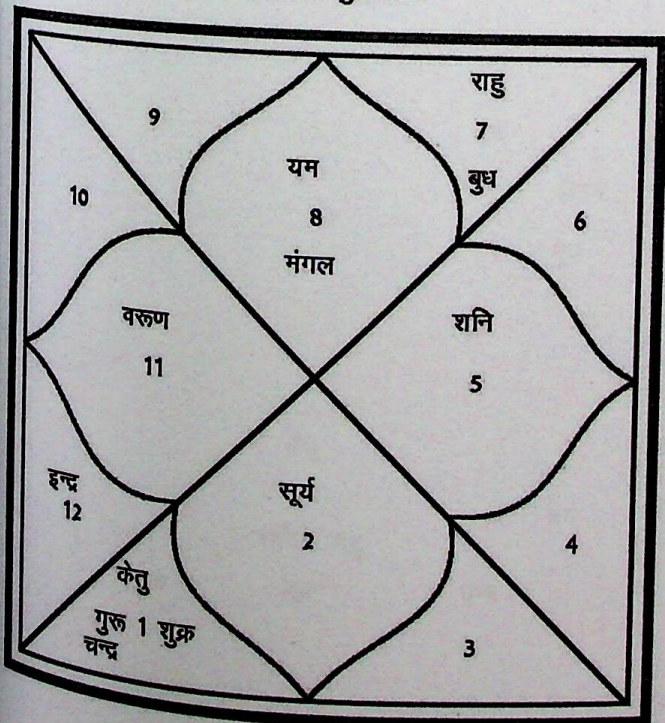 राहु
9
7
यम
बुध
10
8
6
मंगल
वरूण
शनि
11
5
इन्द्र
सूर्य
12
2
4
केतु
गुरू 1 शुक्र
चन्द्र
3